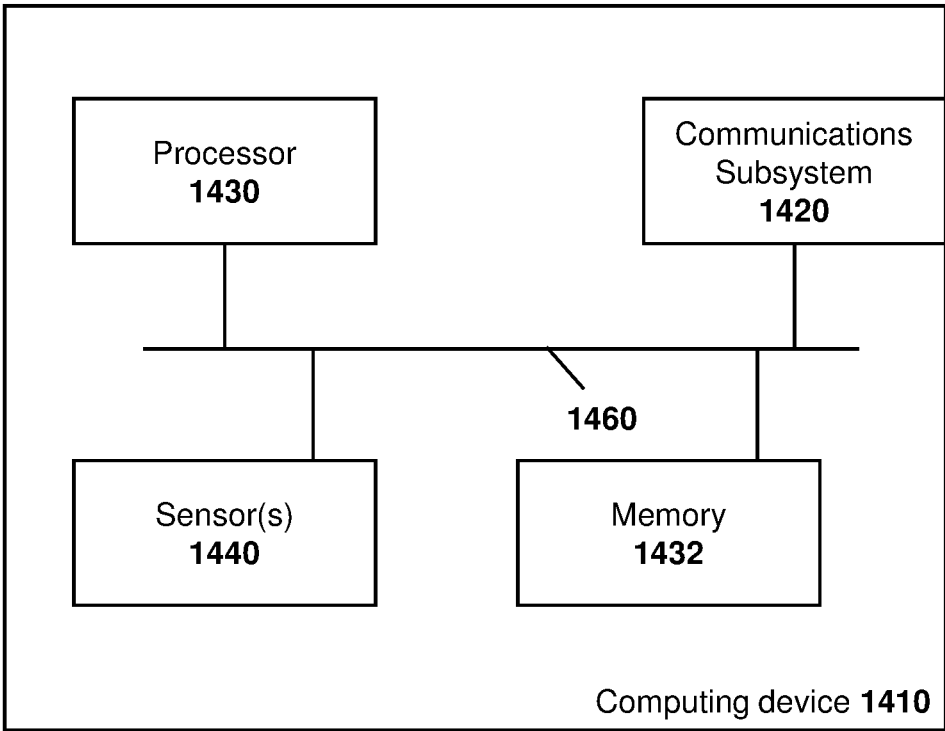 Processor
1430
Communications
Subsystem
1420
1460
Sensor(s)
1440
Memory
1432
Computing device 1410